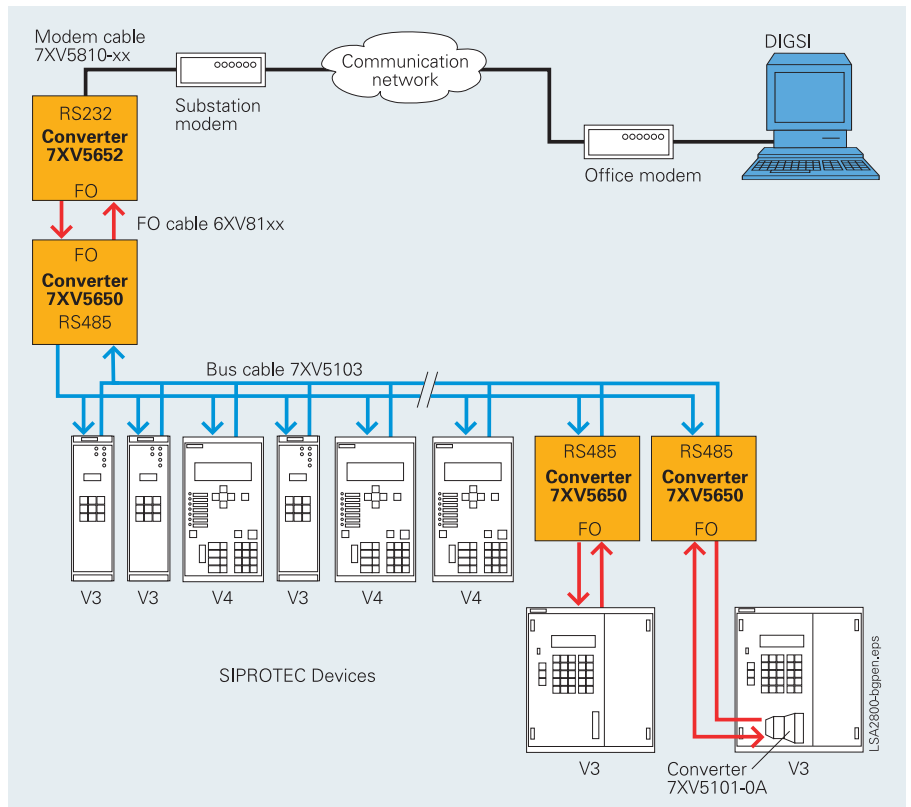 Modem cable
7XV5810-xx
Communication
network
DIGSI
Substation
modem
Office modem
RS232
Converter
7XV5652
FO
FO cable 6XV81xx
FO
Converter
7XV5650
RS485
Bus cable 7XV5103
RS485
Converter
7XV5650
FO
RS485
Converter
7XV5650
FO
V3
V3
V4
V3
V4
V4
SIPROTEC Devices
V3
Converter
7XV5101-0A
V3
LSA2800-bgpen.eps